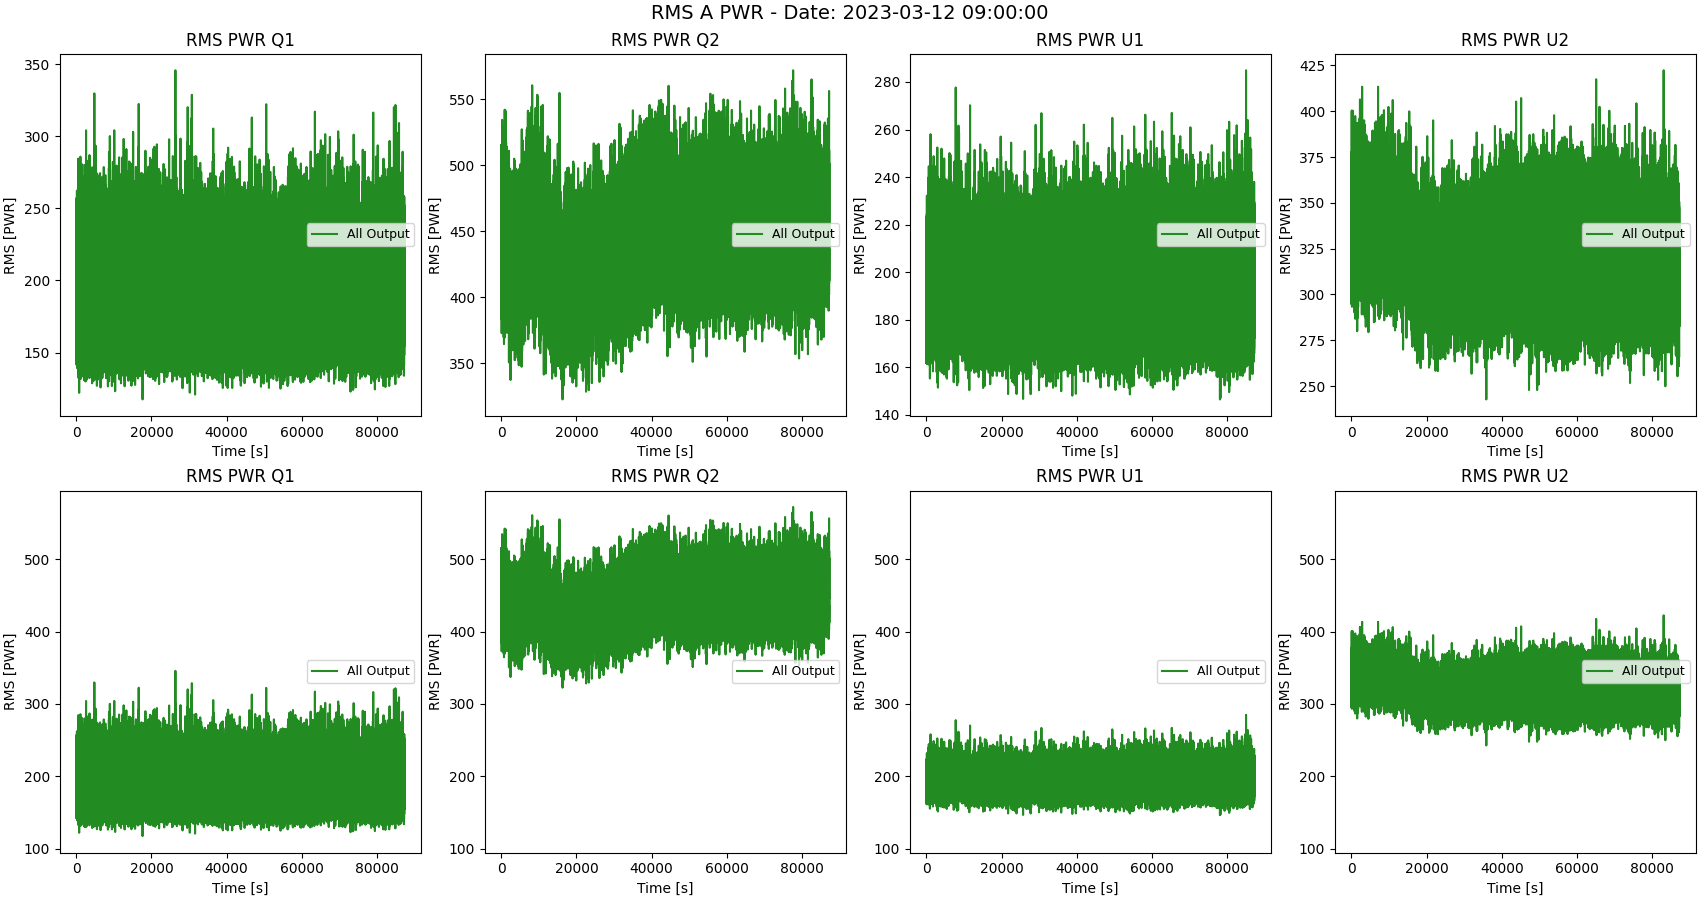 RMS A PWR - Date: 2023-03-12 09:00:00
RMS PWR Q1
RMS [PWR]
350
300
250
200
150
All Output
0 20000 40000 60000 80000
Time [s]
RMS PWR Q2
RMS [PWR]
550
500
450
400
350
All Output
0 20000 40000 60000 80000
Time [s]
RMS PWR U1
RMS [PWR]
280
260
240
220
200
180
160
140
All Output
0 20000 40000 60000 80000
Time [s]
RMS PWR U2
RMS [PWR]
425
400
375
350
325
300
275
250
All Output
0 20000 40000 60000 80000
Time [s]
RMS PWR Q1
RMS [PWR]
500
400
300
200
100
All Output
0 20000 40000 60000 80000
Time [s]
RMS PWR Q2
RMS [PWR]
500
400
300
200
100
All Output
0 20000 40000 60000 80000
Time [s]
RMS PWR U1
RMS [PWR]
500
400
300
200
100
All Output
0 20000 40000 60000 80000
Time [s]
RMS PWR U2
RMS [PWR]
500
400
300
200
100
All Output
0 20000 40000 60000 80000
Time [s]